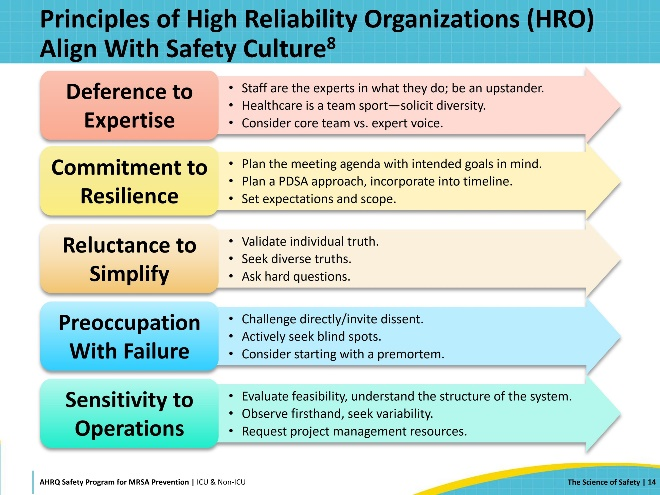 Principles of High Reliability Organizations (HRO)
Align With Safety Culture⁸
Deference to
Expertise
• Staff are the experts in what they do; be an upstander.
• Healthcare is a team sport—solicit diversity.
• Consider core team vs. expert voice.
Commitment to
Resilience
• Plan the meeting agenda with intended goals in mind.
• Plan a PDSA approach, incorporate into timeline.
• Set expectations and scope.
Reluctance to
Simplify
• Validate individual truth.
• Seek diverse truths.
• Ask hard questions.
Preoccupation
With Failure
• Challenge directly/invite dissent.
• Actively seek blind spots.
• Consider starting with a premortem.
Sensitivity to
Operations
• Evaluate feasibility, understand the structure of the system.
• Observe firsthand, seek variability.
• Request project management resources.
AHRQ Safety Program for MRSA Prevention | ICU & Non-ICU
The Science of Safety | 14